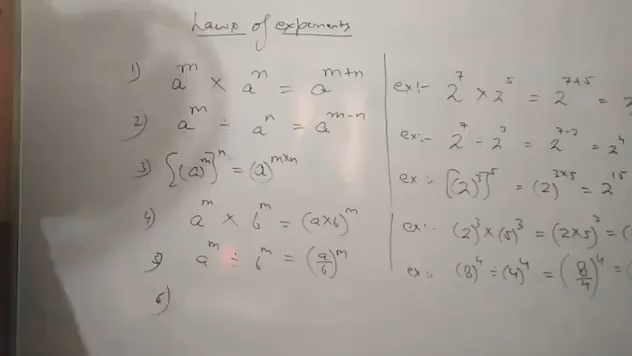 Laws of exponents
1) a^m × a^n = a^{m+n}
ex:- 2^7 × 2^5 = 2^{7+5} =
2) a^m ÷ a^n = a^{m-n}
ex:- 2^7 ÷ 2^3 = 2^{7-3} = 2^4
3) {(a)^m]^n = (a)^{m×n}
ex:- [(2)^3]^5 = (2)^{3×5} = 2^{15}
4) a^m × b^m = (a×b)^m
ex:- (2)^3 × (5)^3 = (2×5)^3 = (
5) a^m ÷ b^m = (a/b)^m
ex:- (8)^4 ÷ (4)^4 = (8/4)^4 =
6)